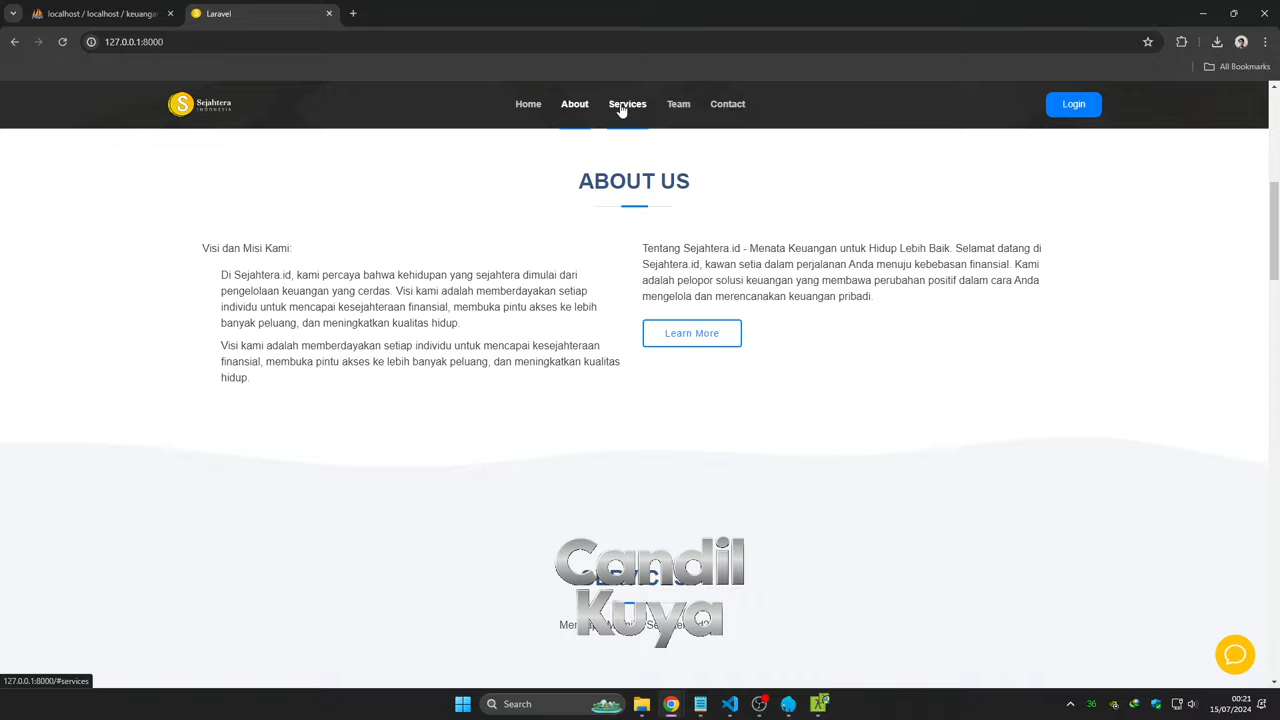 localhost / localhost / keuanga
Laravel
127.0.0.1:8000
All Bookmarks
S Sejahtera
INDONESIA
Home About Services Team Contact
Login
ABOUT US
Visi dan Misi Kami:
Di Sejahtera.id, kami percaya bahwa kehidupan yang sejahtera dimulai dari
pengelolaan keuangan yang cerdas. Visi kami adalah memberdayakan setiap
individu untuk mencapai kesejahteraan finansial, membuka pintu akses ke lebih
banyak peluang, dan meningkatkan kualitas hidup.
Visi kami adalah memberdayakan setiap individu untuk mencapai kesejahteraan
finansial, membuka pintu akses ke lebih banyak peluang, dan meningkatkan kualitas
hidup.
Tentang Sejahtera.id - Menata Keuangan untuk Hidup Lebih Baik. Selamat datang di
Sejahtera.id, kawan setia dalam perjalanan Anda menuju kebebasan finansial. Kami
adalah pelopor solusi keuangan yang membawa perubahan positif dalam cara Anda
mengelola dan merencanakan keuangan pribadi.
Learn More
SERVICES
Candil
Kuya
127.0.0.1:8000/#services
Search
36
00:21
15/07/2024